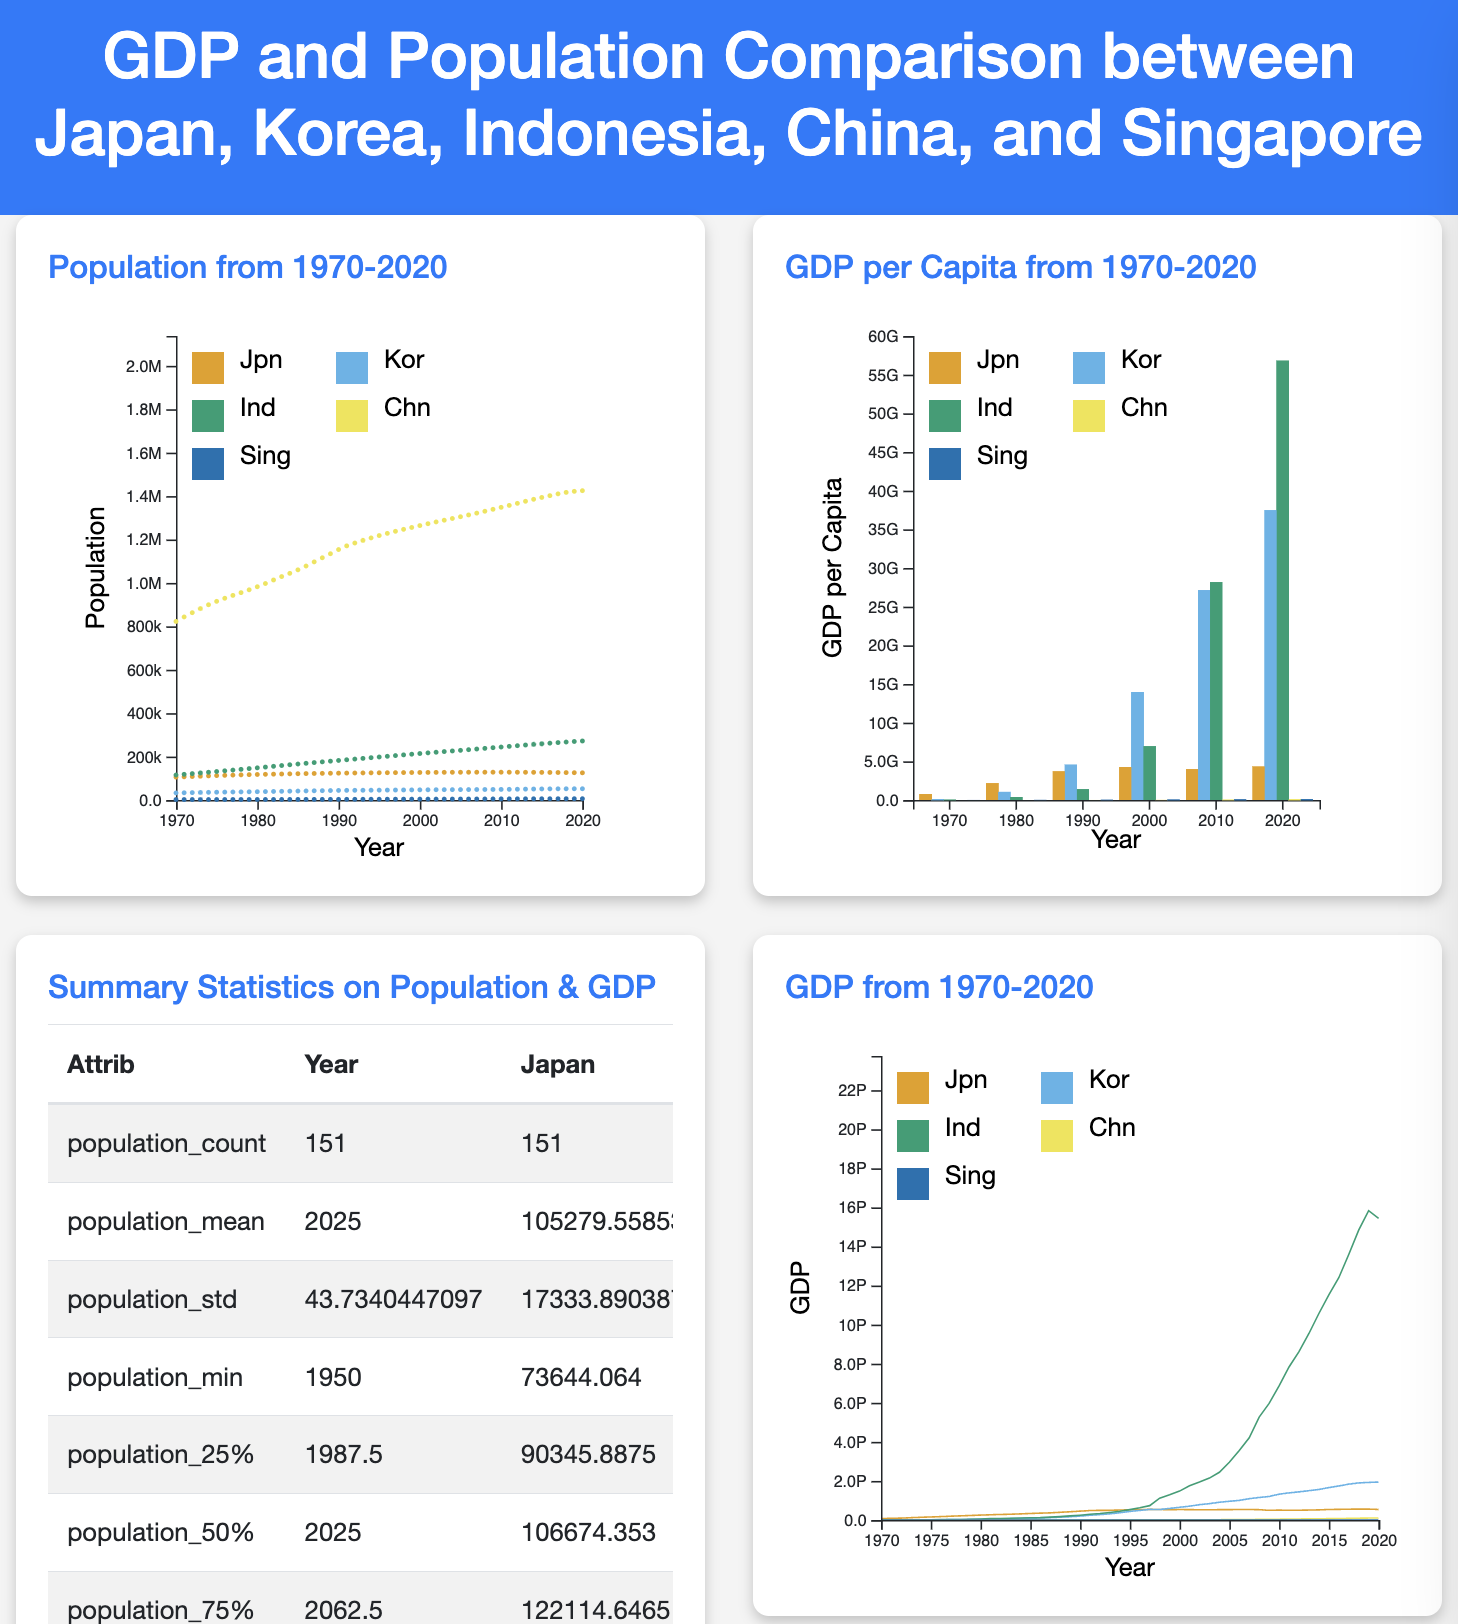 GDP and Population Comparison between
Japan, Korea, Indonesia, China, and Singapore
Population from 1970-2020
2.0M
1.8M
1.6M
1.4M
1.2M
1.0M
800k
600k
400k
200k
0.0
Population
Jpn Kor
Ind Chn
Sing
1970 1980 1990 2000 2010 2020
Year
GDP per Capita from 1970-2020
60G
55G
50G
45G
40G
35G
30G
25G
20G
15G
10G
5.0G
0.0
GDP per Capita
Jpn Kor
Ind Chn
Sing
1970 1980 1990 2000 2010 2020
Year
Summary Statistics on Population & GDP
Attrib Year Japan
population_count 151 151
population_mean 2025 105279.5585
population_std 43.7340447097 17333.89038
population_min 1950 73644.064
population_25% 1987.5 90345.8875
population_50% 2025 106674.353
population_75% 2062.5 122114.6465
GDP from 1970-2020
22P
20P
18P
16P
14P
12P
10P
8.0P
6.0P
4.0P
2.0P
0.0
GDP
Jpn Kor
Ind Chn
Sing
1970 1975 1980 1985 1990 1995 2000 2005 2010 2015 2020
Year